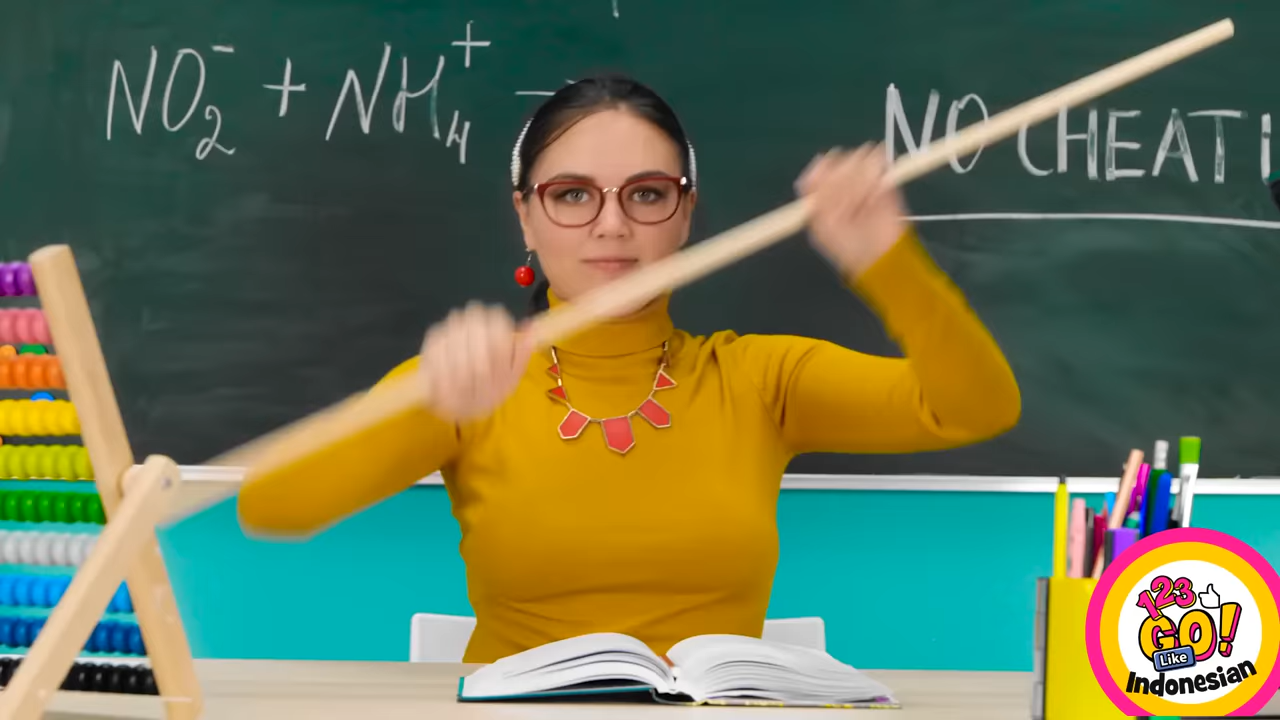 NO₂⁻ + NH₄⁺ →
NO CHEATI
123
GO!
Like
Indonesian